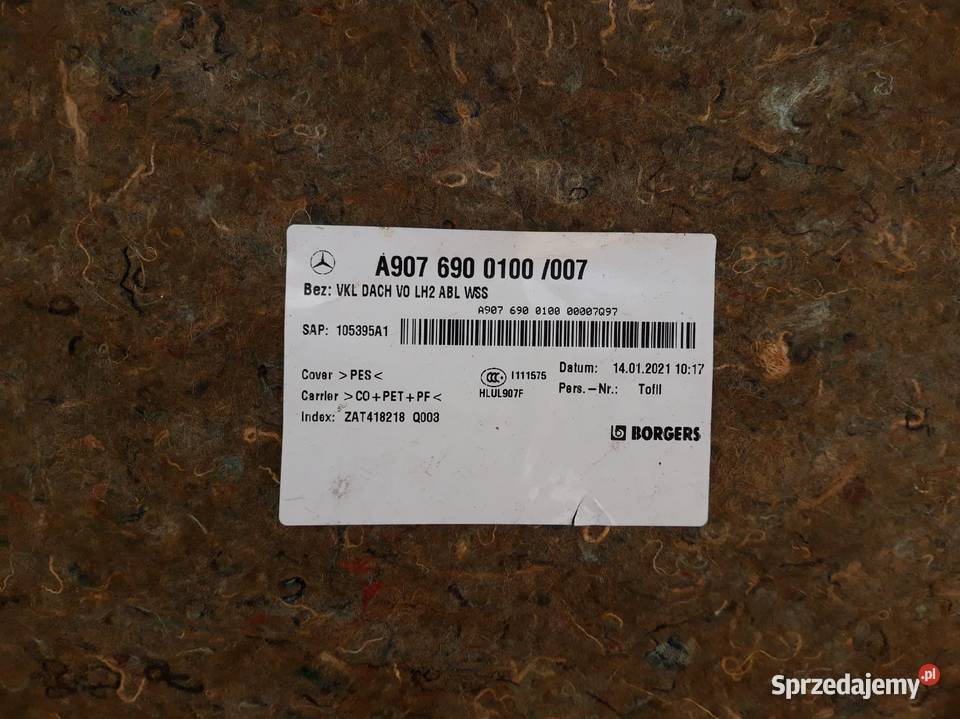 A907 690 0100 /007
Bez: VKL DACH VO LH2 ABL WSS
A907 690 0100 00007Q97
SAP: 105395A1
Cover >PES<
Carrier >CO+PET+PF<
Index: ZAT418218 Q003
CCC I111575
HLUL907F
Datum: 14.01.2021 10:17
Pers.-Nr.: Tofil
BORGERS
Sprzedajemy.pl